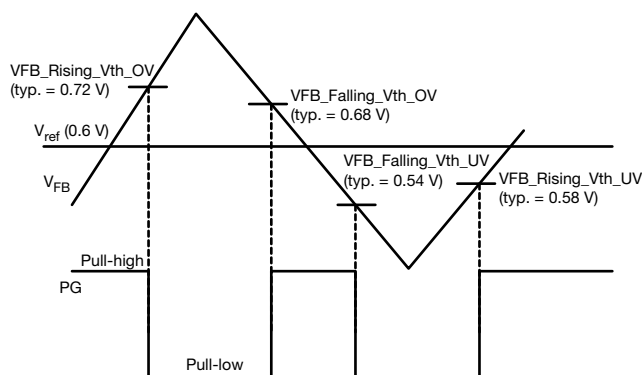 VFB_Rising_Vth_OV
(typ. = 0.72 V)
VFB_Falling_Vth_OV
(typ. = 0.68 V)
Vref (0.6 V)
VFB_Falling_Vth_UV
(typ. = 0.54 V)
VFB_Rising_Vth_UV
(typ. = 0.58 V)
VFB
Pull-high
PG
Pull-low